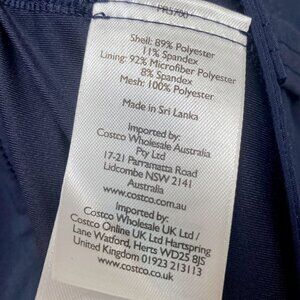 PR5700
Shell: 89% Polyester
11% Spandex
Lining: 92% Microfiber Polyester
8% Spandex
Mesh: 100% Polyester
Made in Sri Lanka
Imported by:
Costco Wholesale Australia
Pty Ltd
17-21 Parramatta Road
Lidcombe NSW 2141
Australia
www.costco.com.au
Imported by:
Costco Wholesale UK /
Costco Online UK Ltd Hartspring
Lane Watford, Herts WD25 8JS
United Kingdom 01923 213113
www.costco.co.uk